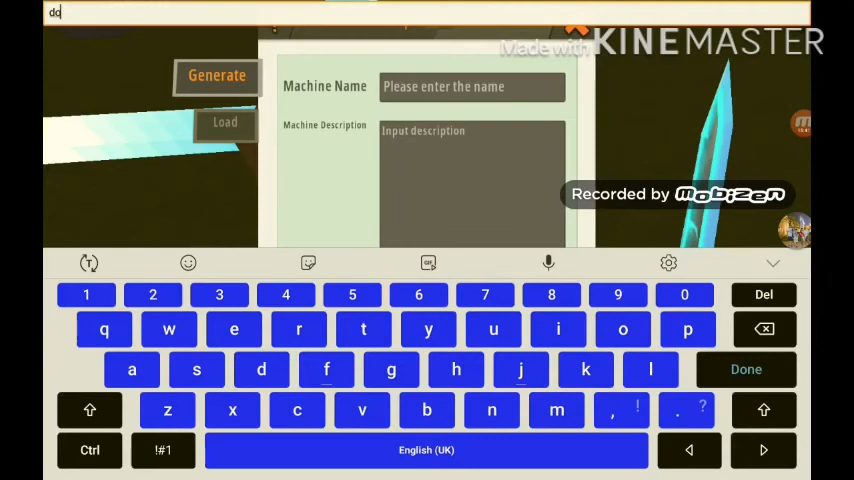 do
Made with KINEMASTER
Generate
Machine Name
Please enter the name
Load
Machine Description
Input description
Recorded by mobizen
T
GIF
1 2 3 4 5 6 7 8 9 0 Del
q w e r t y u i o p
a s d f g h j k l Done
z x c v b n m , ! . ?
Ctrl !#1 English (UK)